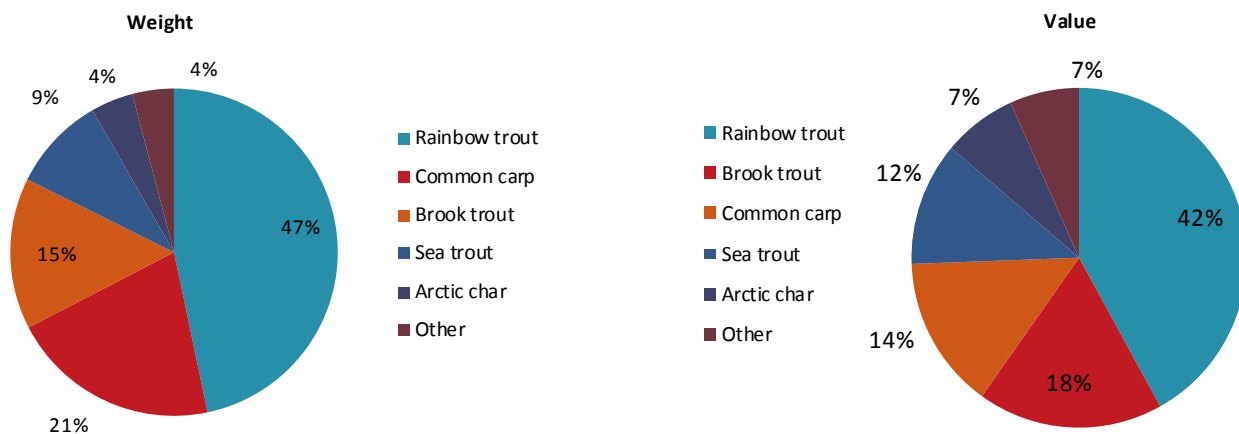 Weight
4%
4%
9%
47%
15%
21%
Rainbow trout
Common carp
Brook trout
Sea trout
Arctic char
Other
Value
7%
7%
12%
42%
14%
18%
Rainbow trout
Brook trout
Common carp
Sea trout
Arctic char
Other